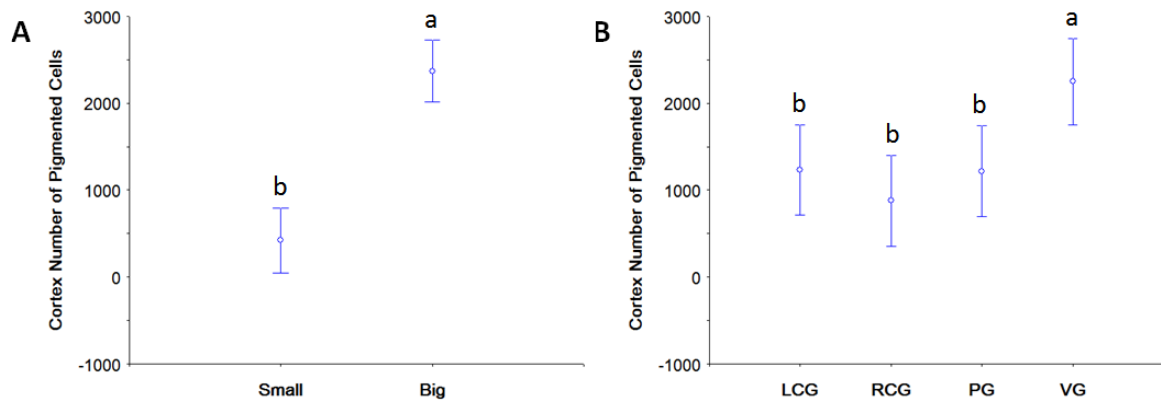 A
Cortex Number of Pigmented Cells
3000
2000
1000
0
-1000
b
a
Small Big
B
Cortex Number of Pigmented Cells
3000
2000
1000
0
-1000
b
b
b
a
LCG RCG PG VG